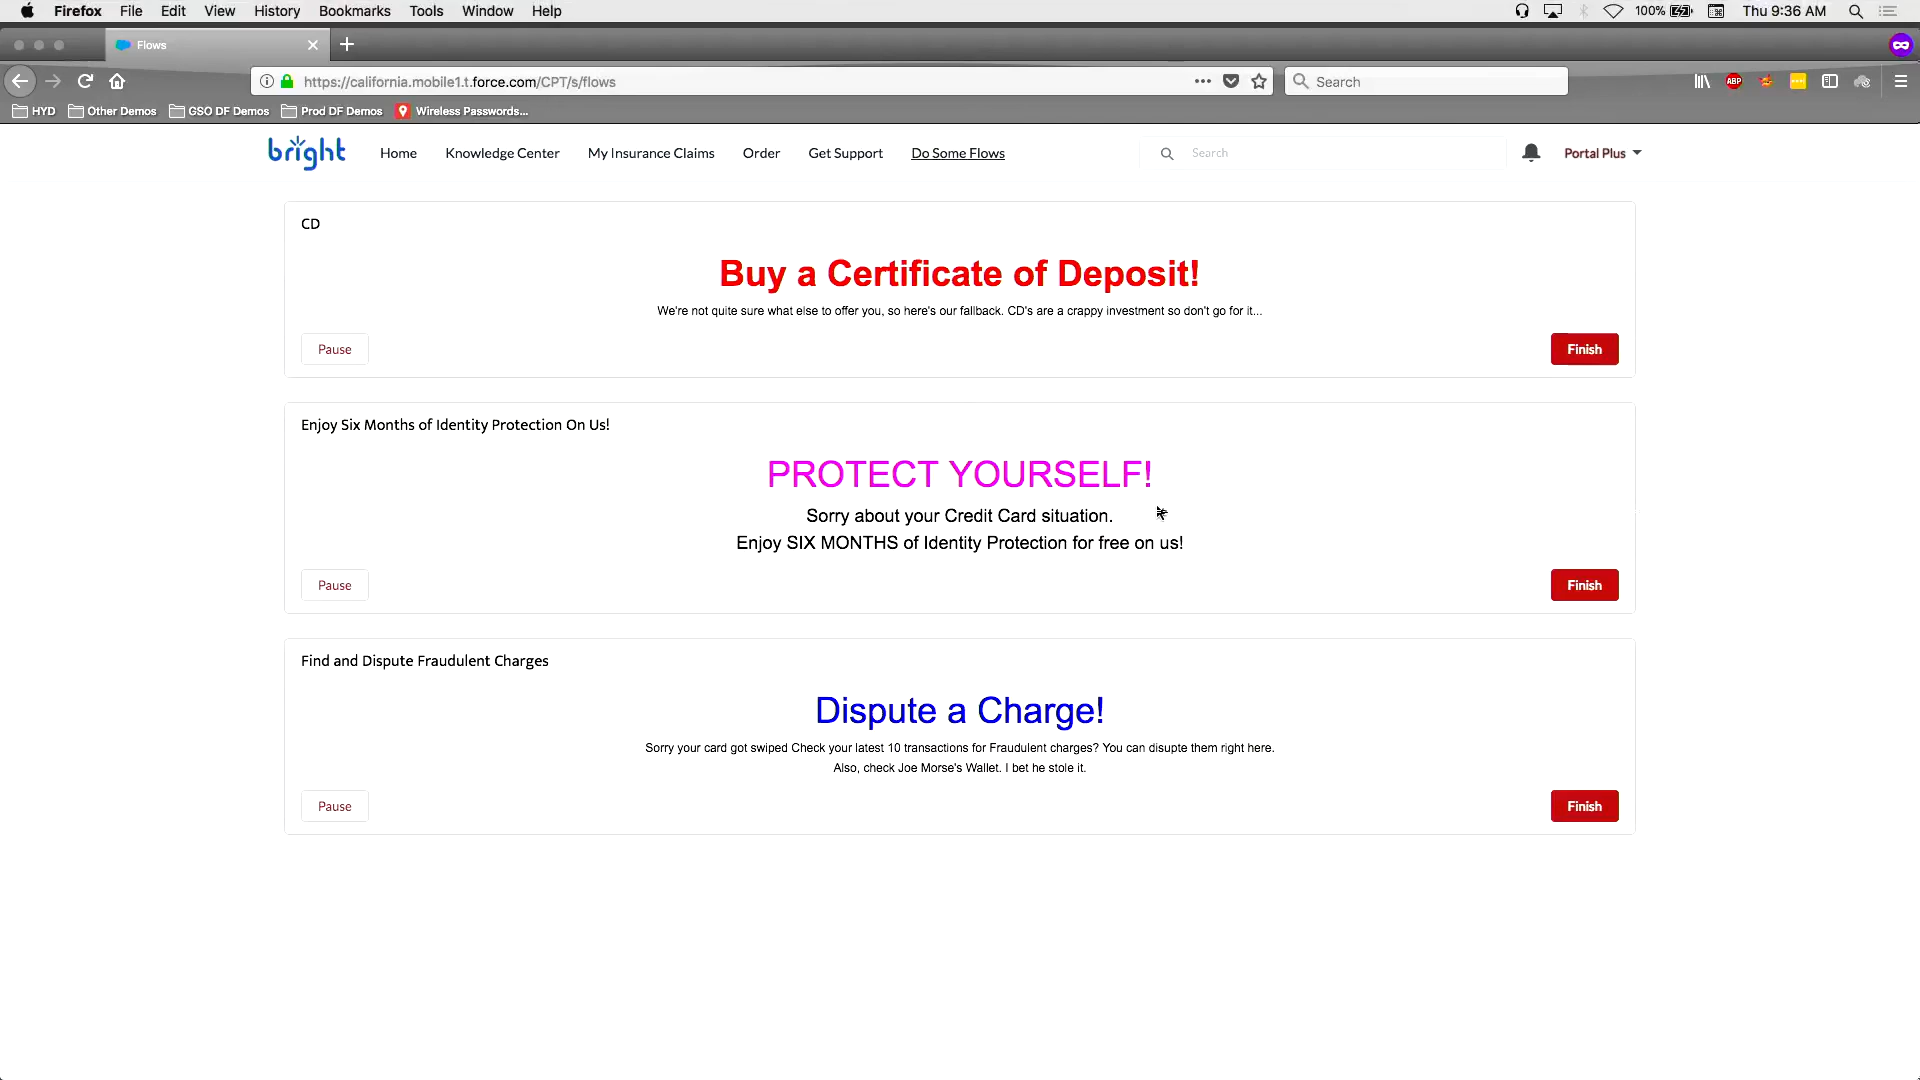 Firefox File Edit View History Bookmarks Tools Window Help 100% Thu 9:36 AM
Flows
https://california.mobile1.t.force.com/CPT/s/flows Search ABP
HYD Other Demos GSO DF Demos Prod DF Demos Wireless Passwords...
bright Home Knowledge Center My Insurance Claims Order Get Support Do Some Flows Search Portal Plus
CD
Buy a Certificate of Deposit!
We're not quite sure what else to offer you, so here's our fallback. CD's are a crappy investment so don't go for it...
Pause Finish
Enjoy Six Months of Identity Protection On Us!
PROTECT YOURSELF!
Sorry about your Credit Card situation.
Enjoy SIX MONTHS of Identity Protection for free on us!
Pause Finish
Find and Dispute Fraudulent Charges
Dispute a Charge!
Sorry your card got swiped Check your latest 10 transactions for Fraudulent charges? You can disupte them right here.
Also, check Joe Morse's Wallet. I bet he stole it.
Pause Finish